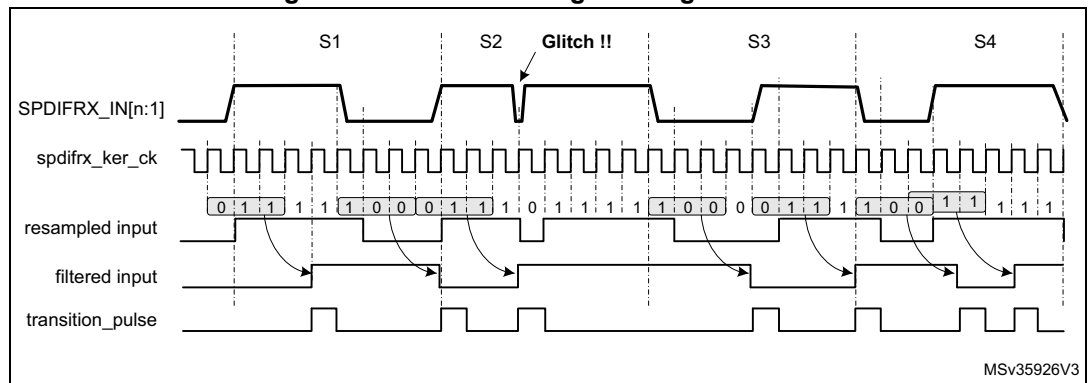 S1 S2 Glitch !! S3 S4
SPDIFRX_IN[n:1]
spdifrx_ker_ck
0 1 1 1 1 1 0 0 0 1 1 1 0 1 1 1 1 1 0 0 0 0 1 1 1 1 0 0 1 1 1 1 1
resampled input
filtered input
transition_pulse
MSv35926V3